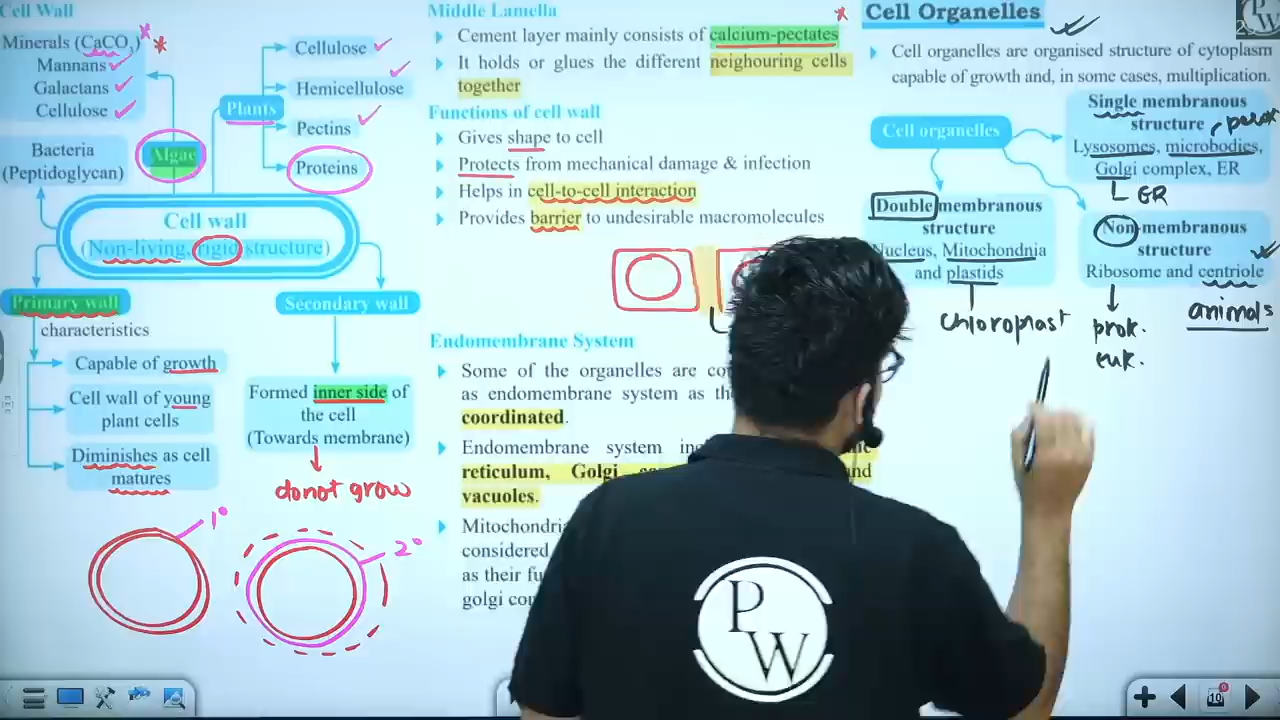 Cell Wall
Minerals (CaCO3)
Mannans
Galactans
Cellulose
Algae
Plants
Cellulose
Hemicellulose
Pectins
Proteins
Bacteria
(Peptidoglycan)
Cell wall
(Non-living, rigid structure)
Primary wall
characteristics
Capable of growth
Cell wall of young
plant cells
Diminishes as cell
matures
Secondary wall
Formed inner side of
the cell
(Towards membrane)
donot grow
1°
2°
Middle Lamella
Cement layer mainly consists of calcium-pectates
It holds or glues the different neighouring cells
together
Functions of cell wall
Gives shape to cell
Protects from mechanical damage & infection
Helps in cell-to-cell interaction
Provides barrier to undesirable macromolecules
Endomembrane System
Some of the organelles are
as endomembrane system as
coordinated.
Endomembrane system
reticulum, Golgi and
vacuoles.
Mitochondria
considered
as their
golgi
Cell Organelles
Cell organelles are organised structure of cytoplasm
capable of growth and, in some cases, multiplication.
Cell organelles
Single membranous
structure
Lysosomes, microbodies,
Golgi complex, ER
GR
Double membranous
structure
Nucleus, Mitochondnia
and plastids
chloroplast
Non membranous
structure
Ribosome and centriole
prok.
euk.
animals
PW
10